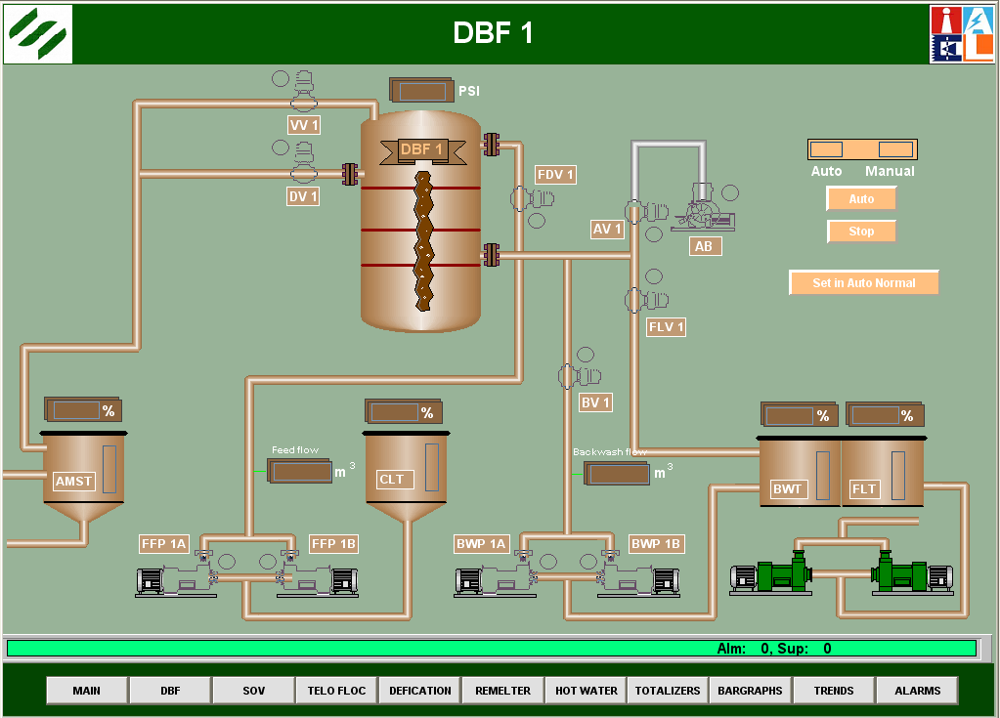 DBF 1
PSI
VV 1
DBF 1
DV 1
FDV 1
AV 1
AB
Auto Manual
Auto
Stop
Set in Auto Normal
FLV 1
BV 1
%
%
%
%
Feed flow
m 3
Backwash flow
m 3
AMST
CLT
BWT
FLT
FFP 1A
FFP 1B
BWP 1A
BWP 1B
Alm: 0, Sup: 0
MAIN DBF SOV TELO FLOC DEFICATION REMELTER HOT WATER TOTALIZERS BARGRAPHS TRENDS ALARMS